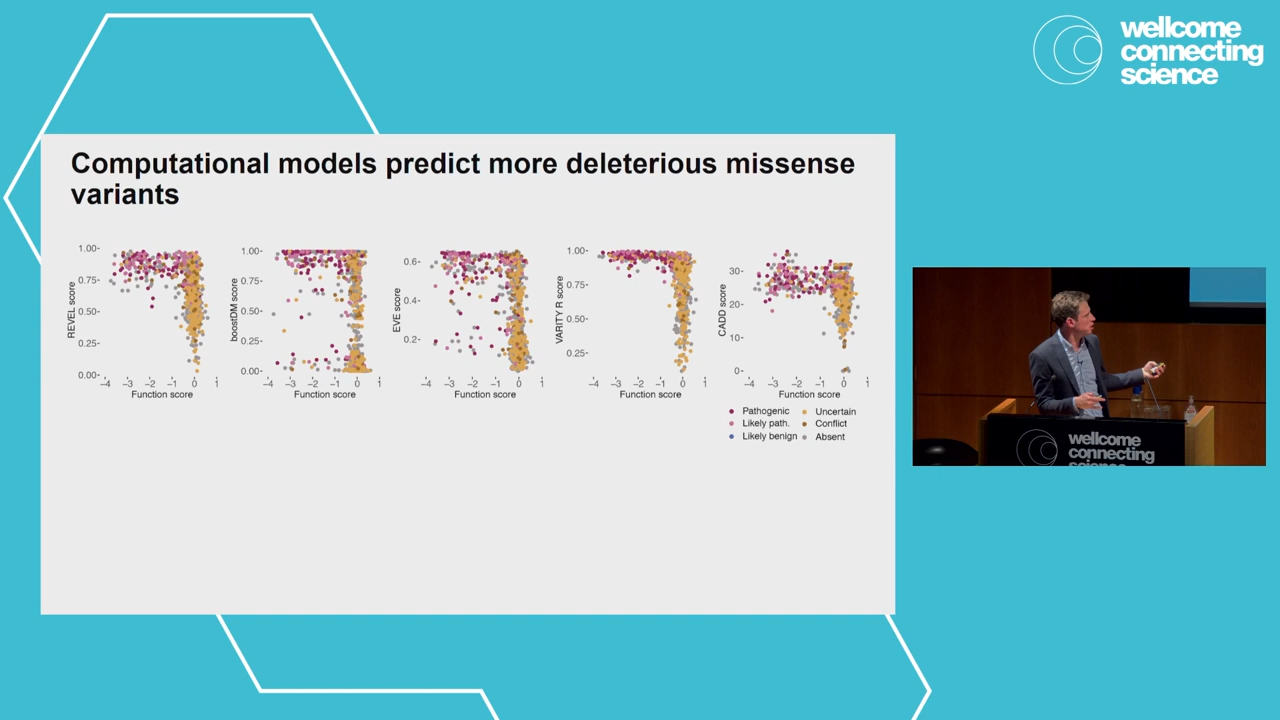 wellcome
connecting
science
Computational models predict more deleterious missense
variants
REVEL score
1.00
0.75
0.50
0.25
0.00
−4 −3 −2 −1 0 1
Function score
boostDM score
1.00
0.75
0.50
0.25
0.00
−4 −3 −2 −1 0 1
Function score
EVE score
0.6
0.4
0.2
−4 −3 −2 −1 0 1
Function score
VARITY R score
1.00
0.75
0.50
0.25
−4 −3 −2 −1 0 1
Function score
CADD score
30
20
10
0
−4 −3 −2 −1 0 1
Function score
Pathogenic
Likely path.
Likely benign
Uncertain
Conflict
Absent
wellcome
connecting
science